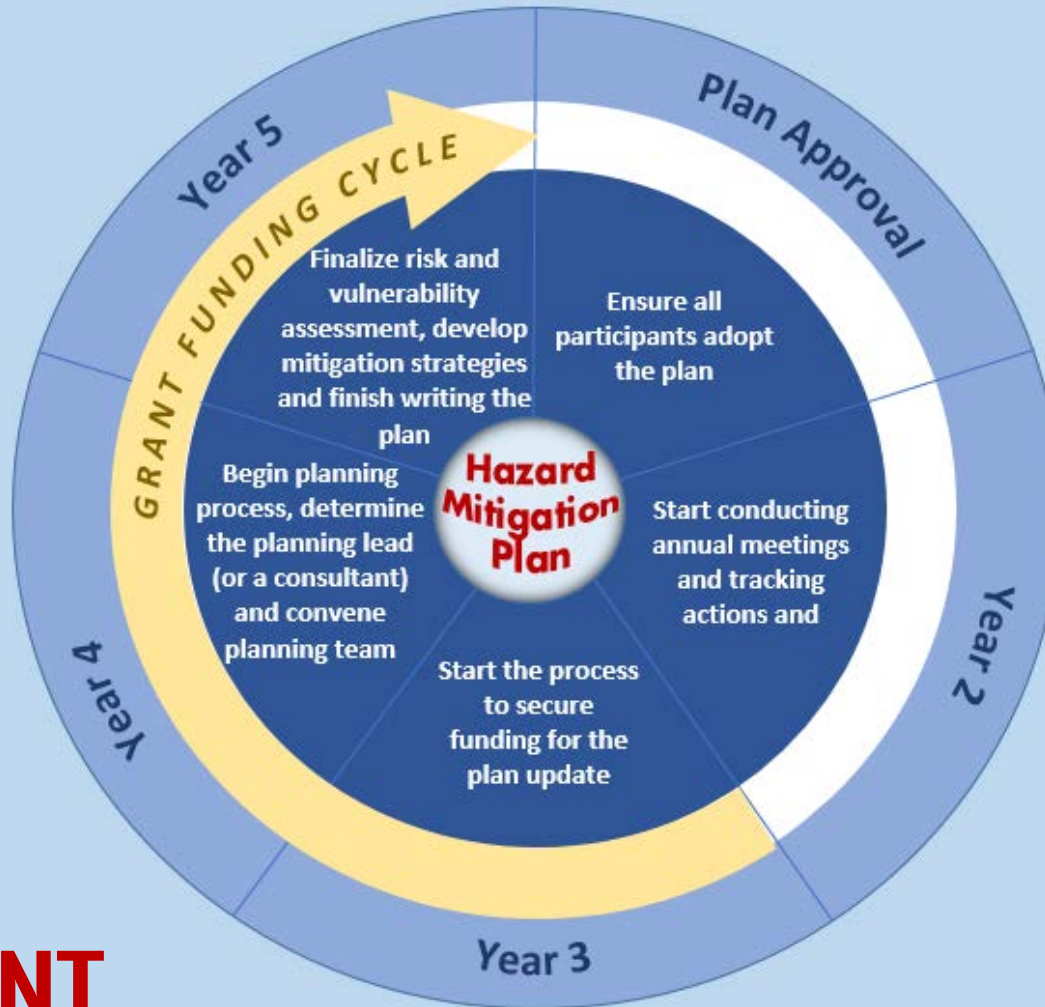 Plan Approval
Ensure all
participants adopt
the plan
Year 2
Start conducting
annual meetings
and tracking
actions and
Year 3
Start the process
to secure
funding for the
plan update
Year 4
Begin planning
process, determine
the planning lead
(or a consultant)
and convene
planning team
Year 5
Finalize risk and
vulnerability
assessment, develop
mitigation strategies
and finish writing the
plan
GRANT FUNDING CYCLE
Hazard
Mitigation
Plan
NT